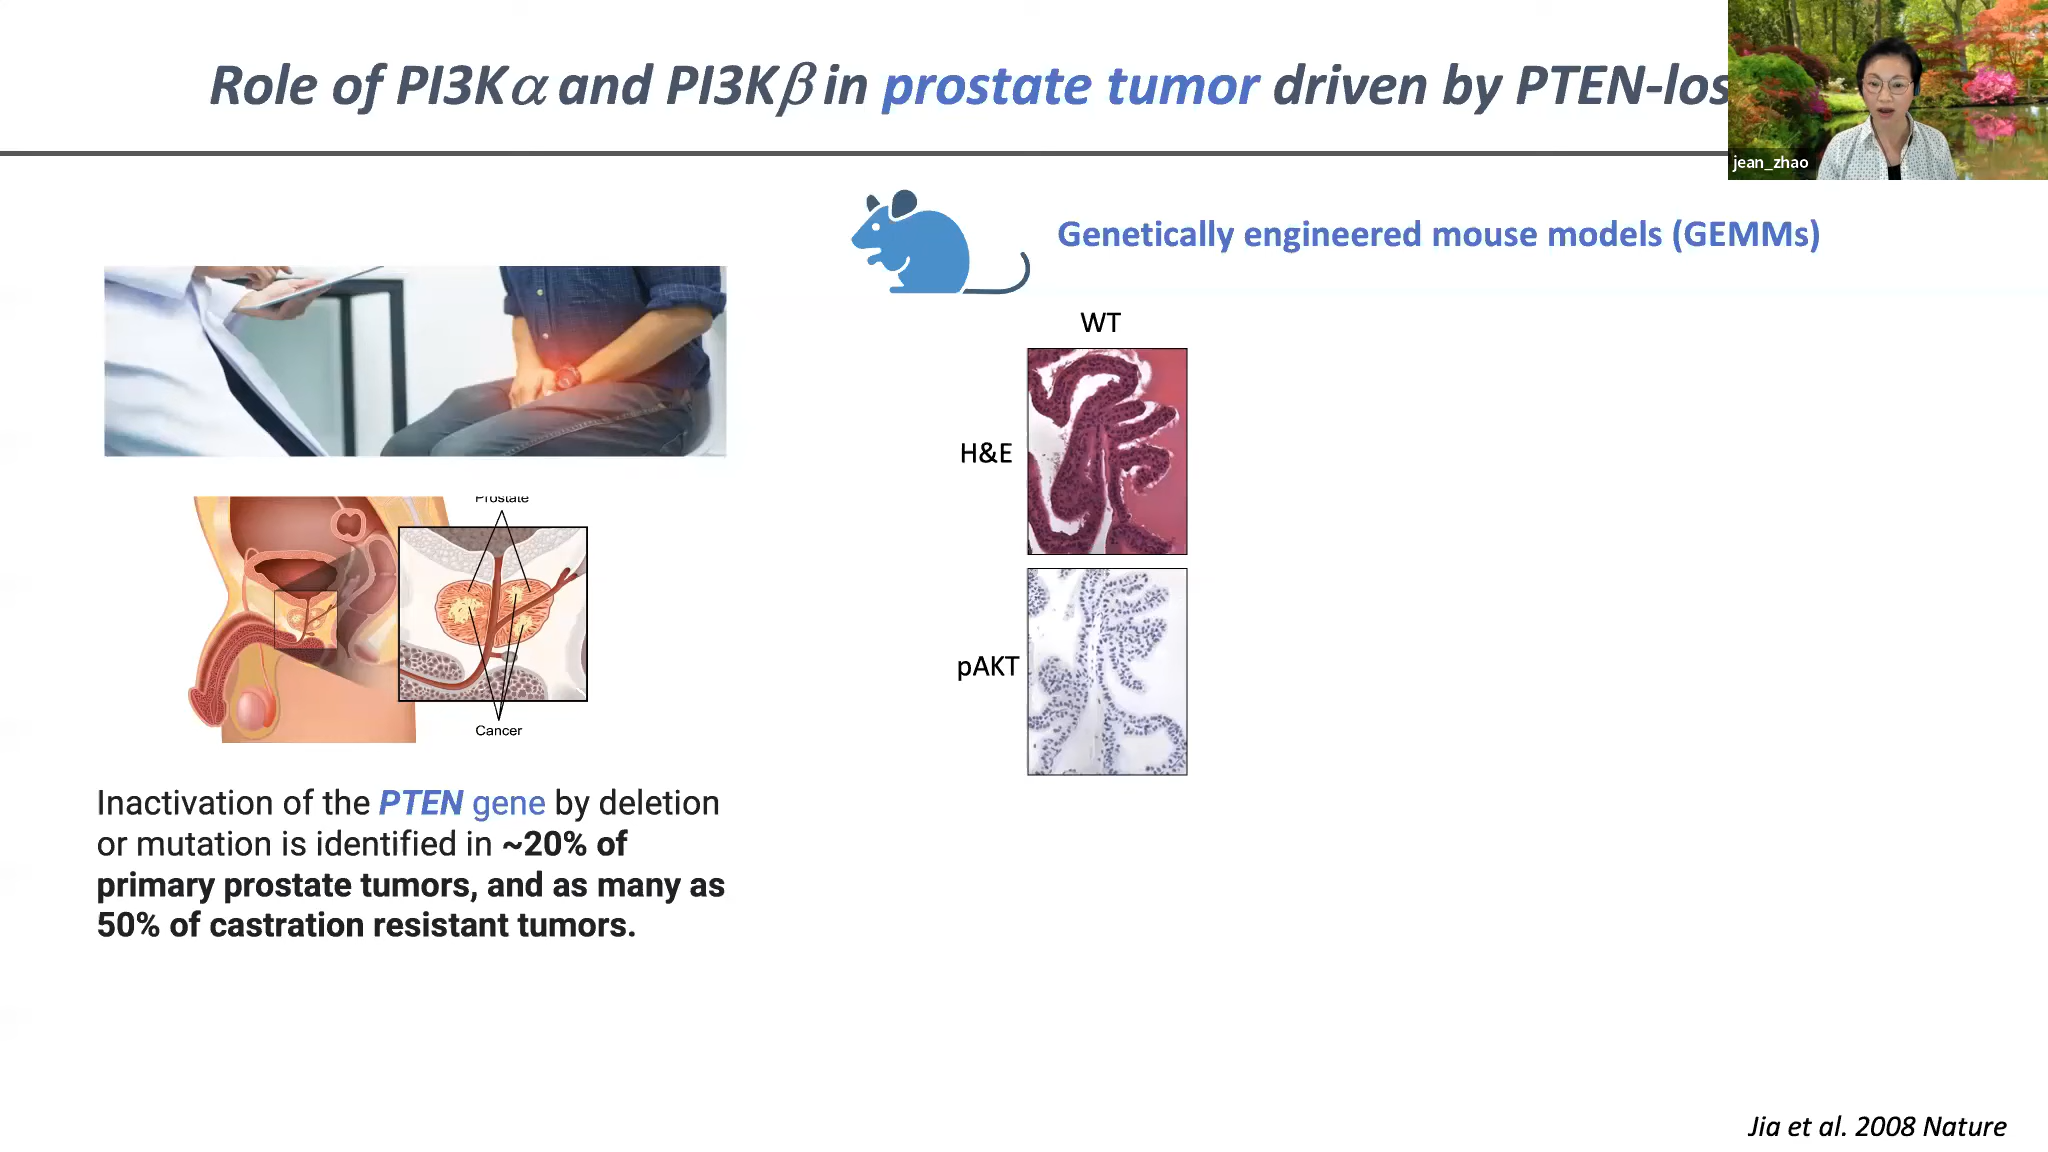 Role of PI3Kα and PI3Kβ in prostate tumor driven by PTEN-los
jean_zhao
Genetically engineered mouse models (GEMMs)
WT
H&E
pAKT
Prostate
Cancer
Inactivation of the PTEN gene by deletion
or mutation is identified in ~20% of
primary prostate tumors, and as many as
50% of castration resistant tumors.
Jia et al. 2008 Nature